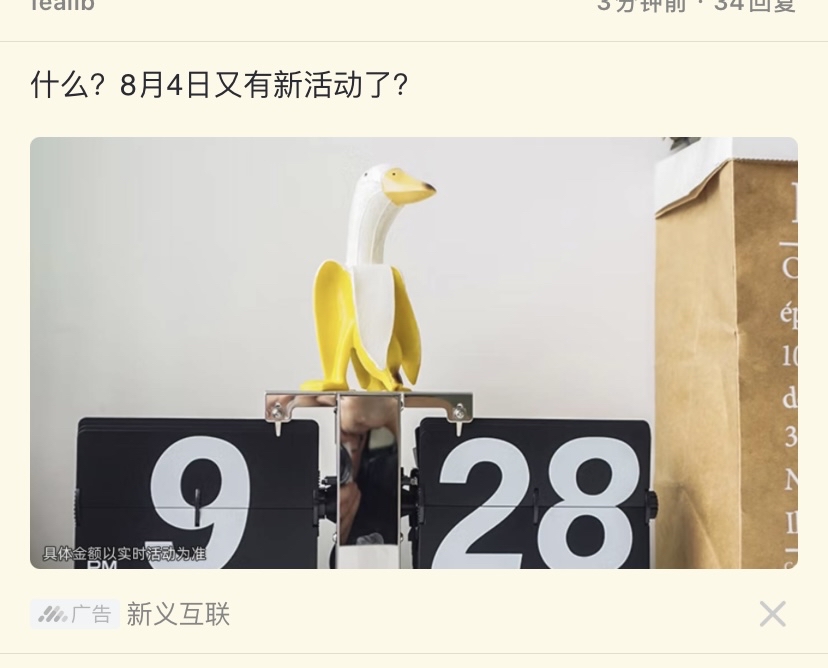 fealib
3分钟前 · 34回复
什么？8月4日又有新活动了？
9
28
PM
具体金额以实时活动为准
10
3
广告 新义互联